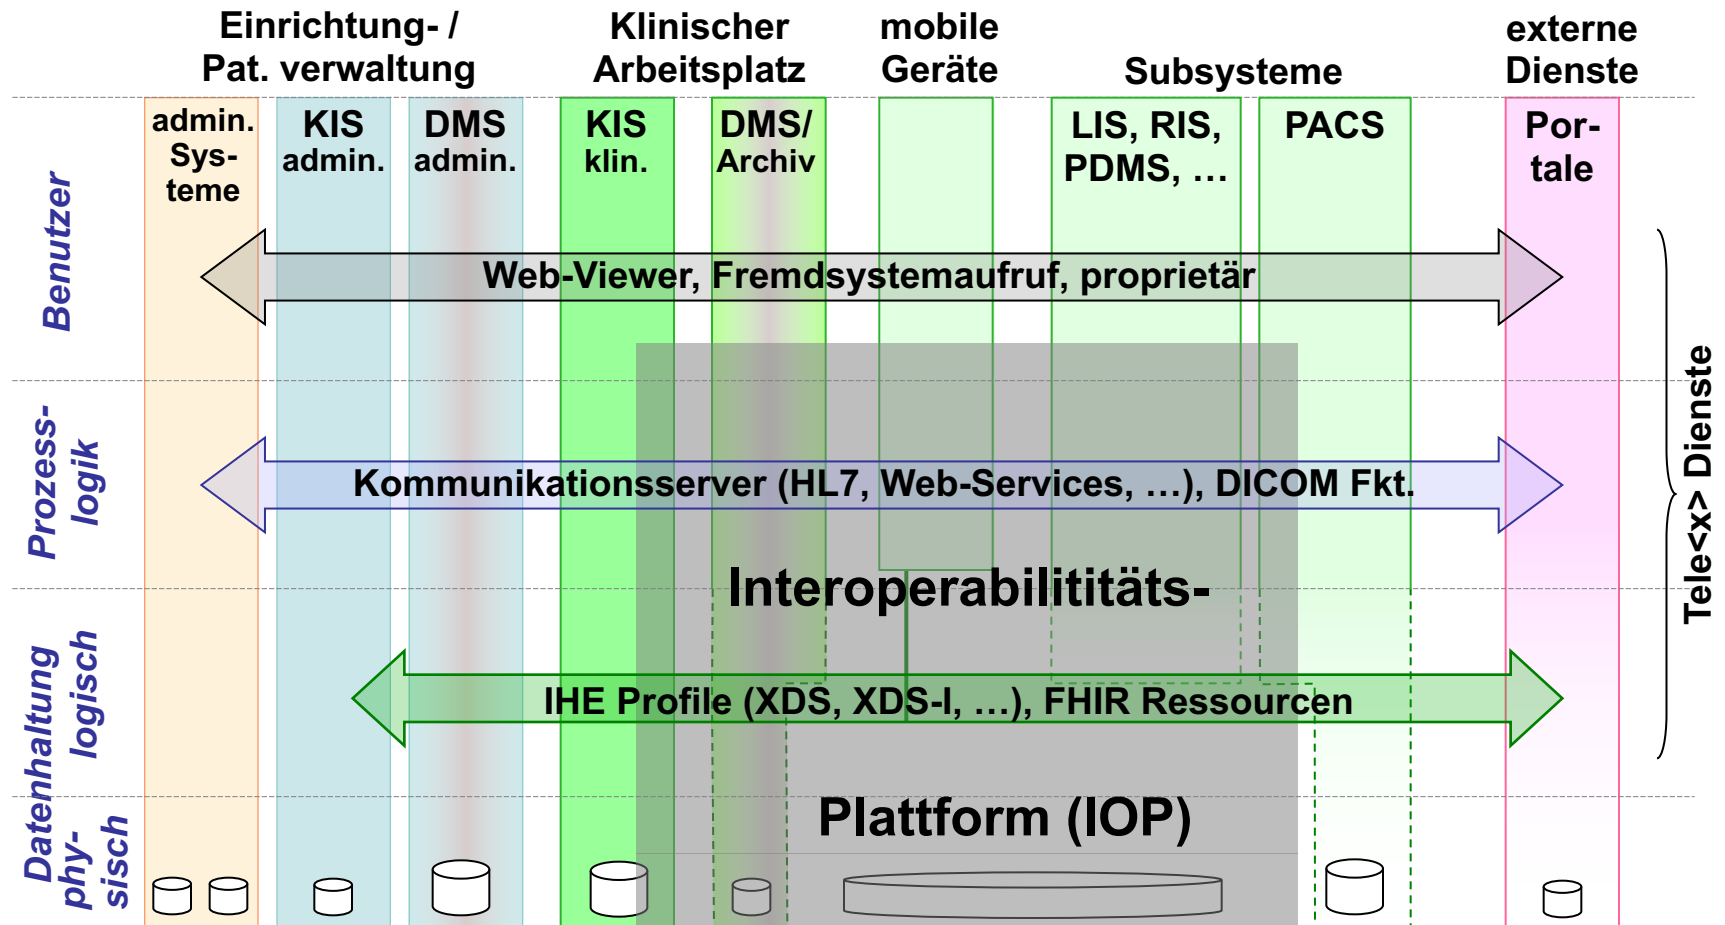 Einrichtung- /
Pat. verwaltung
Klinischer
Arbeitsplatz
mobile
Geräte
Subsysteme
externe
Dienste
admin.
Sys-
teme
KIS
admin.
DMS
admin.
KIS
klin.
DMS/
Archiv
LIS, RIS,
PDMS, …
PACS
Por-
tale
Benutzer
Web-Viewer, Fremdsystemaufruf, proprietär
Prozess-
logik
Kommunikationsserver (HL7, Web-Services, …), DICOM Fkt.
Tele<x> Dienste
Interoperabilititäts-
Datenhaltung
logisch
IHE Profile (XDS, XDS-I, …), FHIR Ressourcen
Plattform (IOP)
phy-
sisch